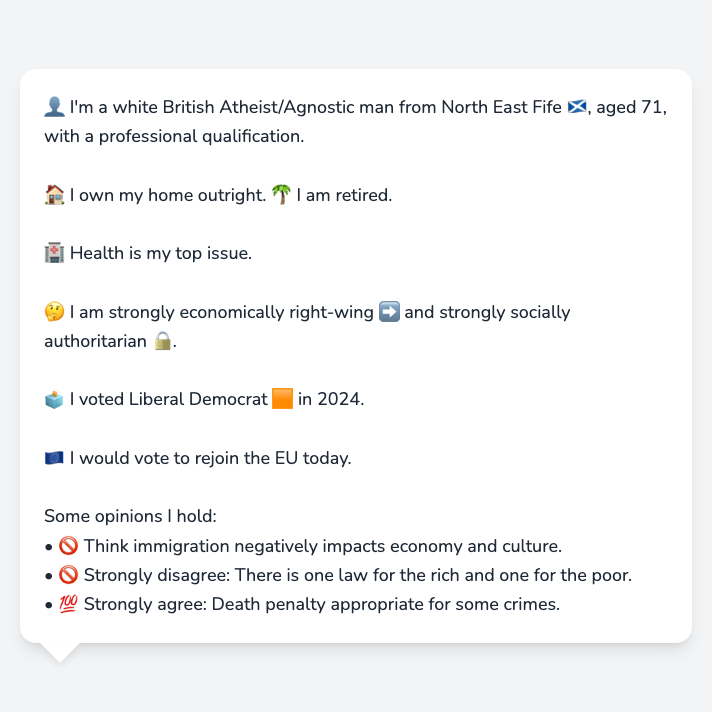 👤 I'm a white British Atheist/Agnostic man from North East Fife 🏴󠁧󠁢󠁳󠁣󠁴󠁿, aged 71,
with a professional qualification.
🏠 I own my home outright. 🌴 I am retired.
🏥 Health is my top issue.
🤔 I am strongly economically right-wing ➡️ and strongly socially
authoritarian 🔒.
🗳️ I voted Liberal Democrat 🟧 in 2024.
🇪🇺 I would vote to rejoin the EU today.
Some opinions I hold:
• 🚫 Think immigration negatively impacts economy and culture.
• 🚫 Strongly disagree: There is one law for the rich and one for the poor.
• 💯 Strongly agree: Death penalty appropriate for some crimes.